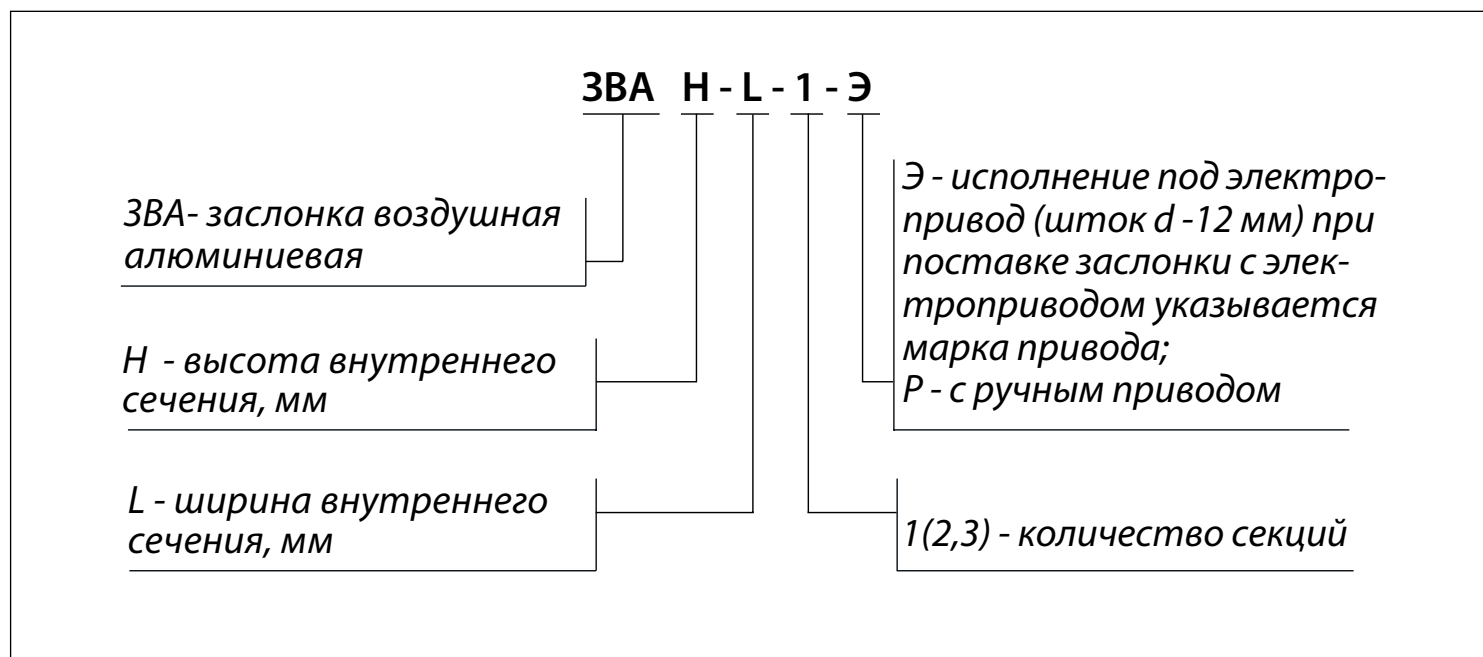 ЗВА Н - L - 1 - Э
ЗВА- заслонка воздушная
алюминиевая
Н - высота внутреннего
сечения, мм
L - ширина внутреннего
сечения, мм
Э - исполнение под электро-
привод (шток d -12 мм) при
поставке заслонки с элек-
троприводом указывается
марка привода;
Р - с ручным приводом
1(2,3) - количество секций